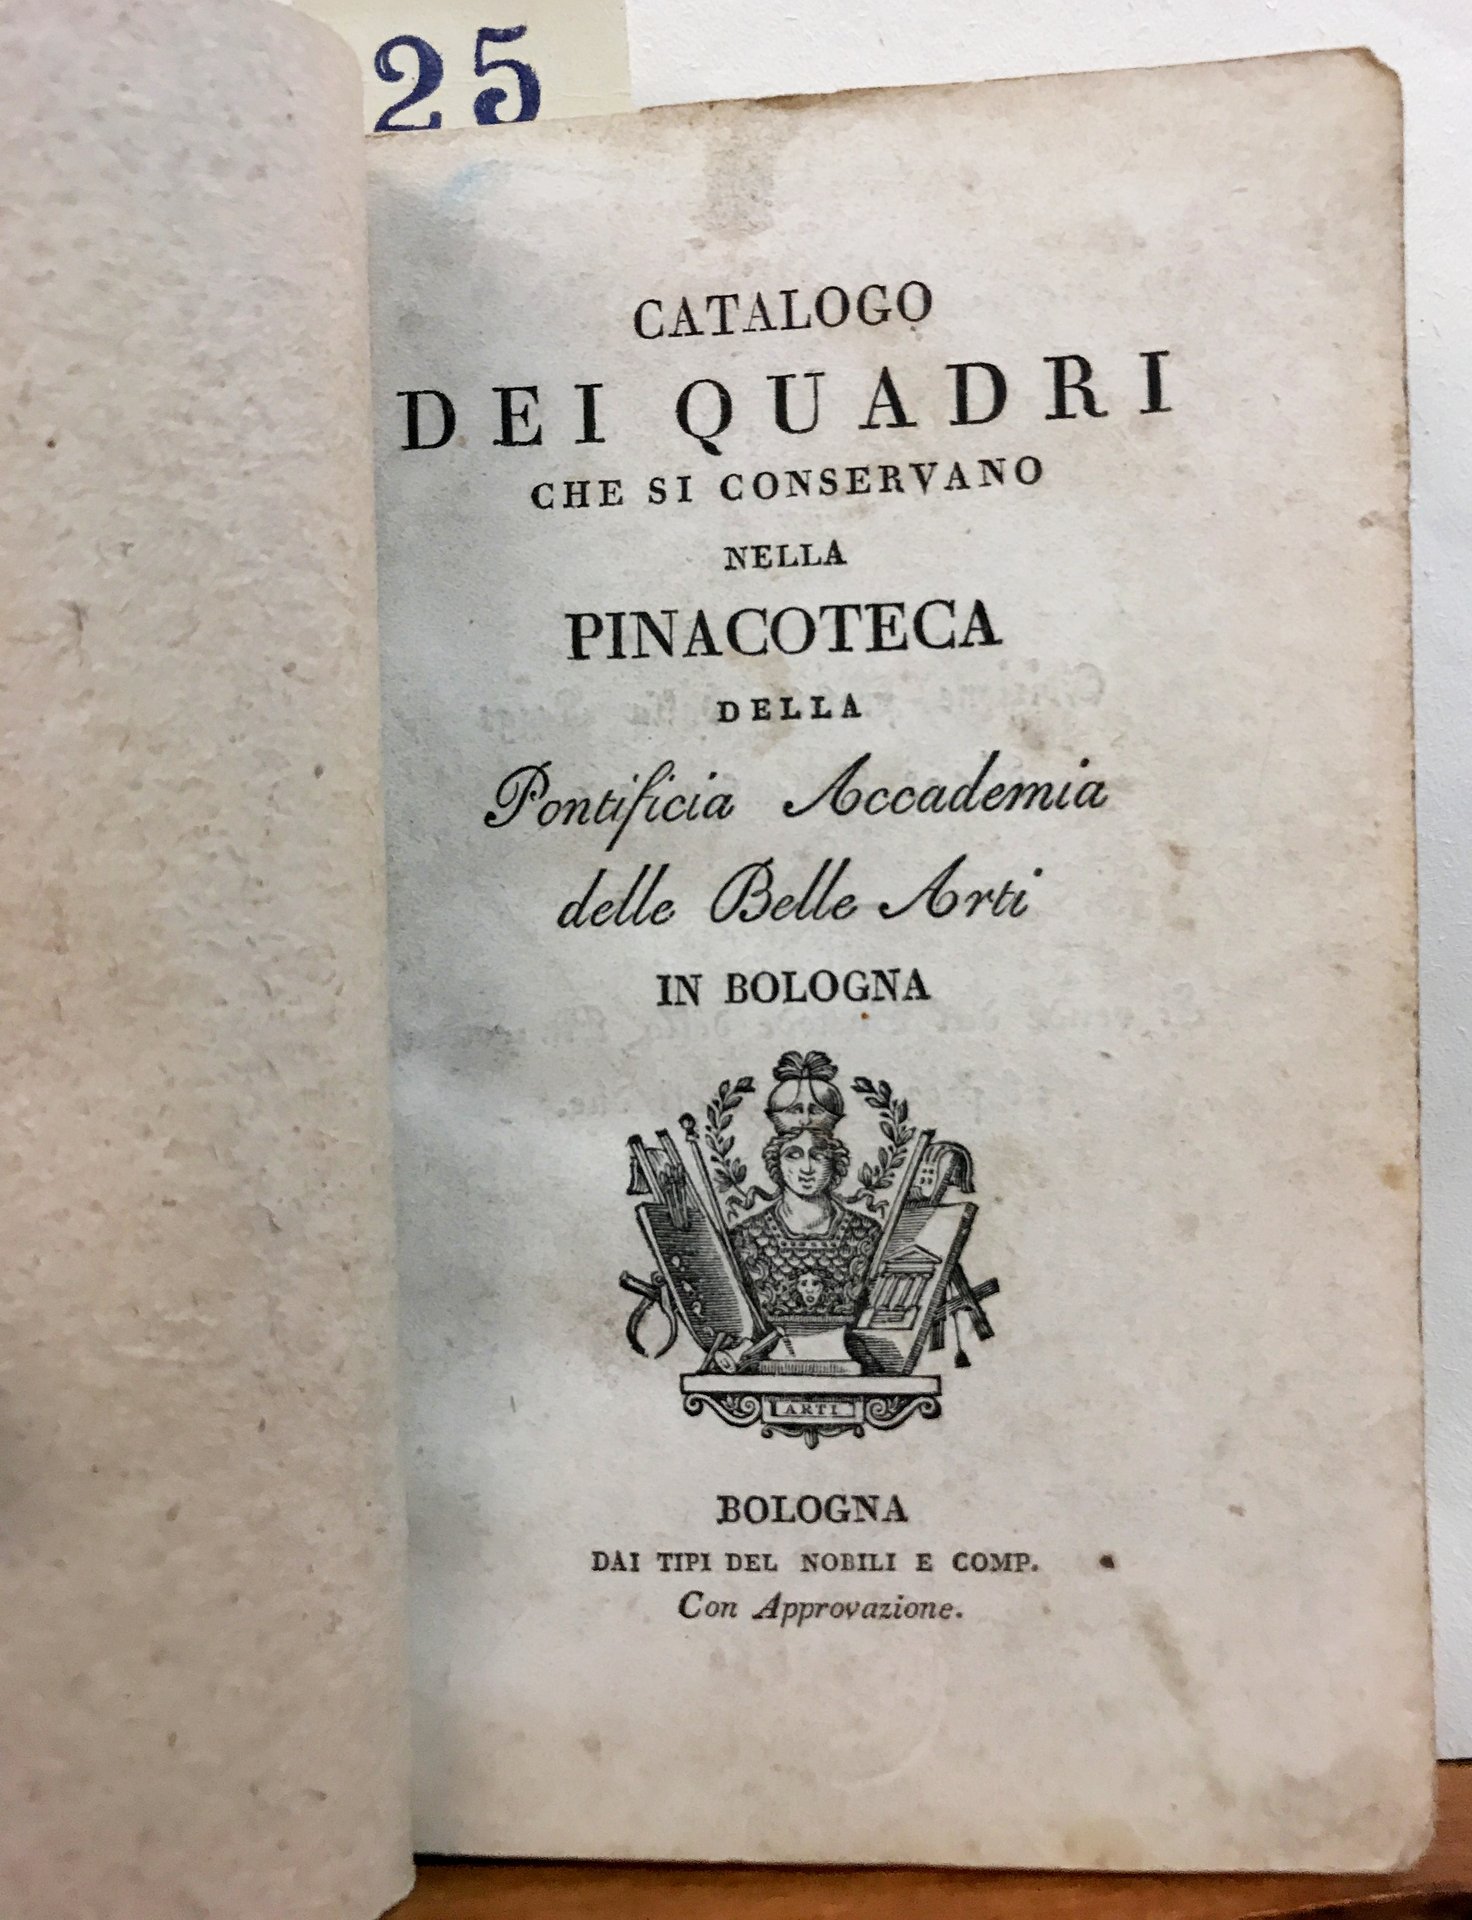 25
CATALOGO
DEI QUADRI
CHE SI CONSERVANO
NELLA
PINACOTECA
DELLA
Pontificia Accademia
delle Belle Arti
IN BOLOGNA
ARTI
BOLOGNA
DAI TIPI DEL NOBILI E COMP.
Con Approvazione.